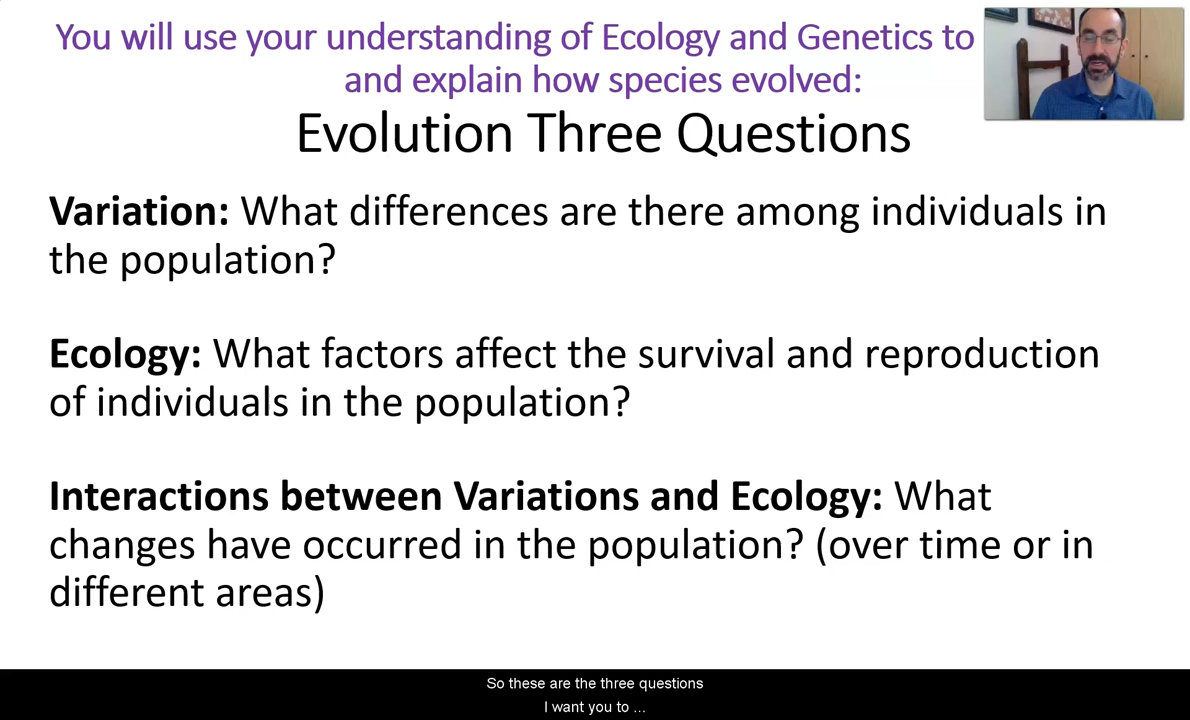 You will use your understanding of Ecology and Genetics to
and explain how species evolved:
Evolution Three Questions
Variation: What differences are there among individuals in
the population?
Ecology: What factors affect the survival and reproduction
of individuals in the population?
Interactions between Variations and Ecology: What
changes have occurred in the population? (over time or in
different areas)
So these are the three questions
I want you to ...